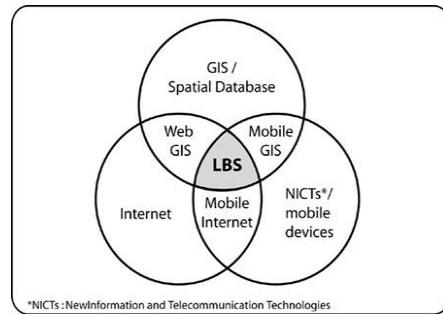 GIS /
Spatial Database
Web
GIS
Mobile
GIS
LBS
Internet
Mobile
Internet
NICTs*/
mobile
devices
*NICTs : NewInformation and Telecommunication Technologies